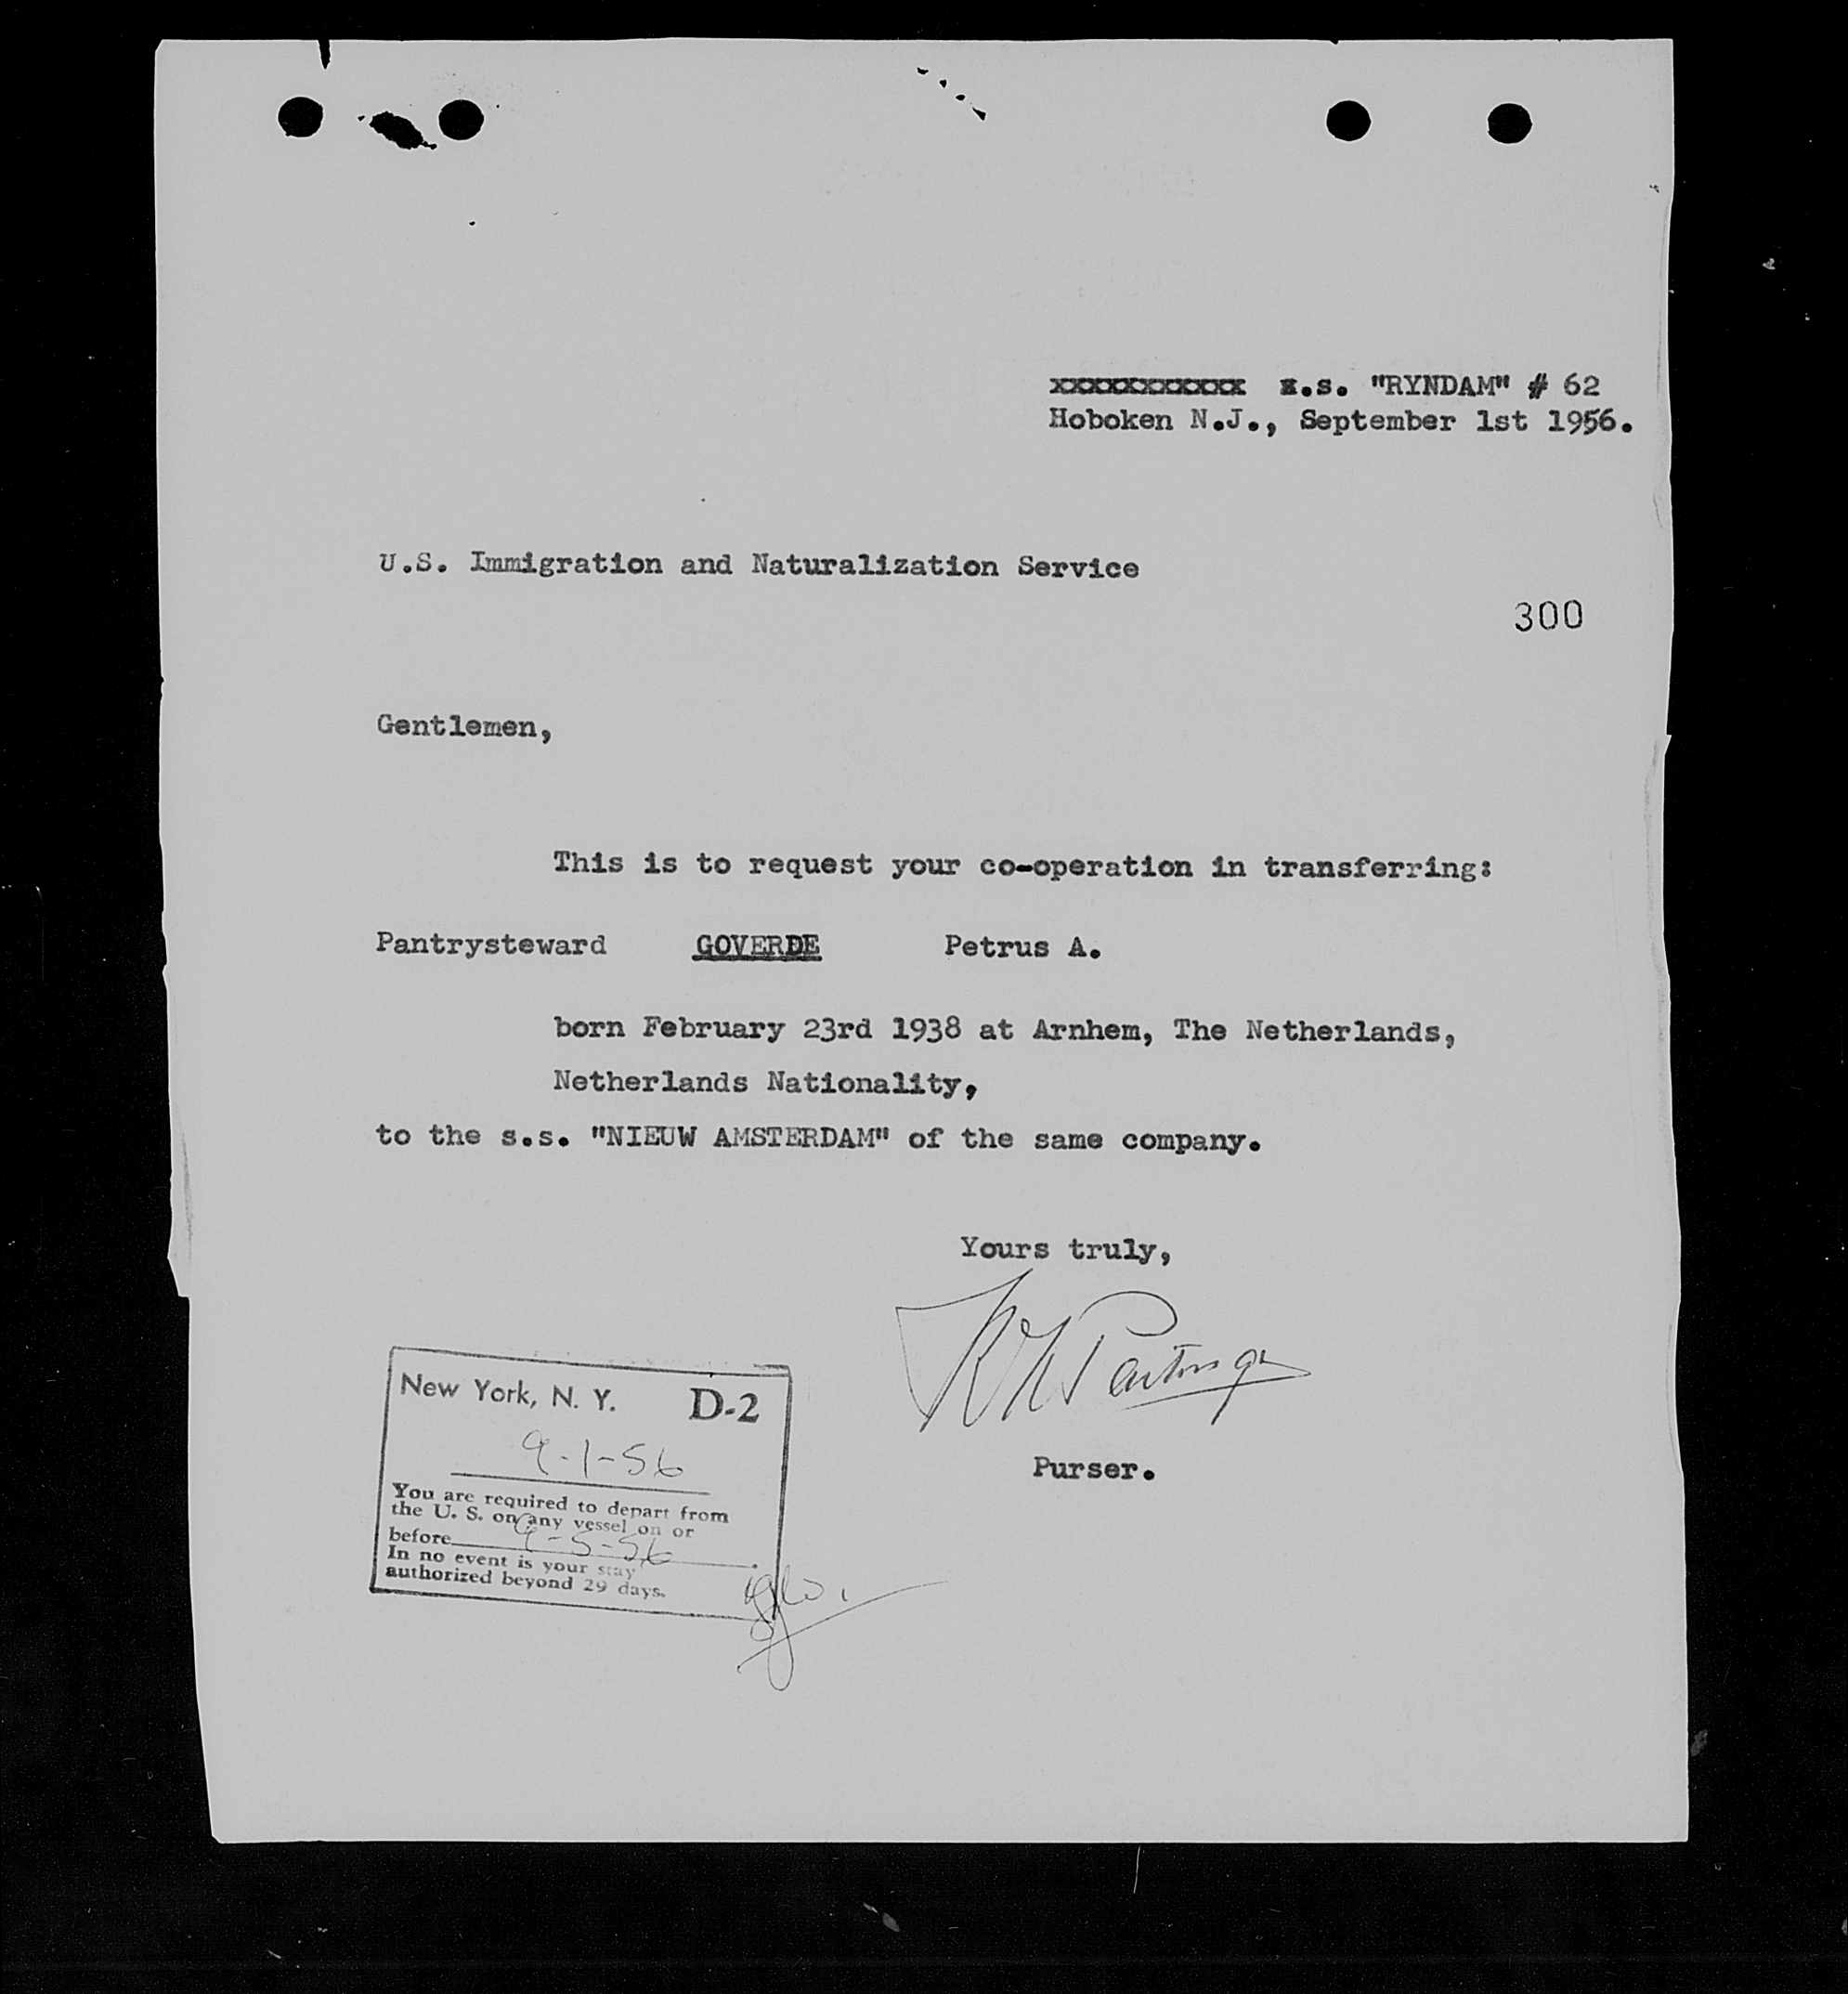 xxxxxxxxxxx s.s. "RYNDAM" # 62
Hoboken N.J., September 1st 1956.
U.S. Immigration and Naturalization Service
300
Gentlemen,
This is to request your co-operation in transferring:
Pantrysteward GOVERDE Petrus A.
born February 23rd 1938 at Arnhem, The Netherlands,
Netherlands Nationality,
to the s.s. "NIEUW AMSTERDAM" of the same company.
Yours truly,
Purser.
New York, N. Y. D-2
9-1-56
You are required to depart from
the U. S. on any vessel on or
before 9-5-56.
In no event is your stay
authorized beyond 29 days.